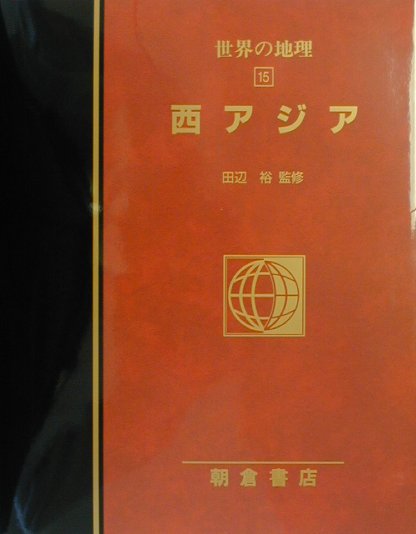 世界の地理
15
西アジア
田辺 裕 監修
朝倉書店